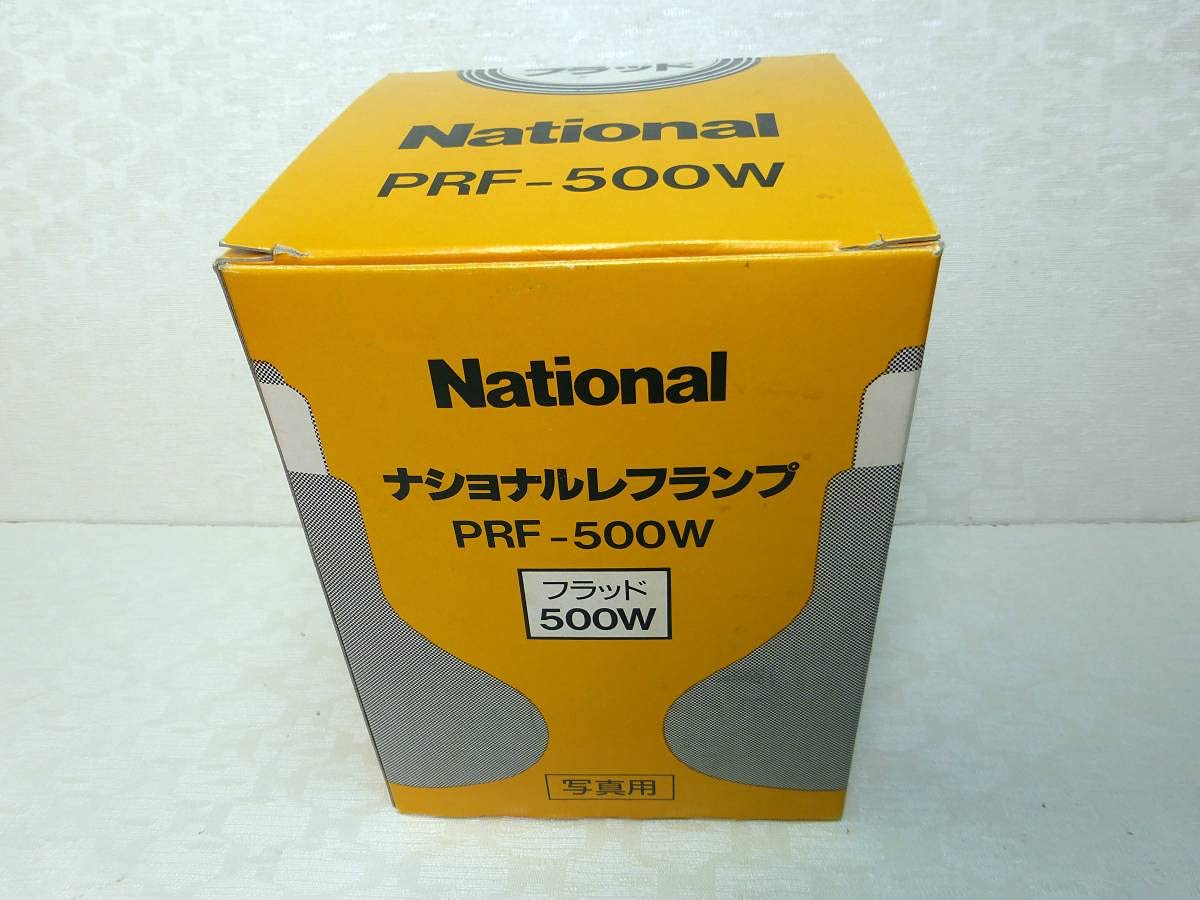 フラッド
National
PRF-500W
National
ナショナルレフランプ
PRF-500W
フラッド
500W
写真用